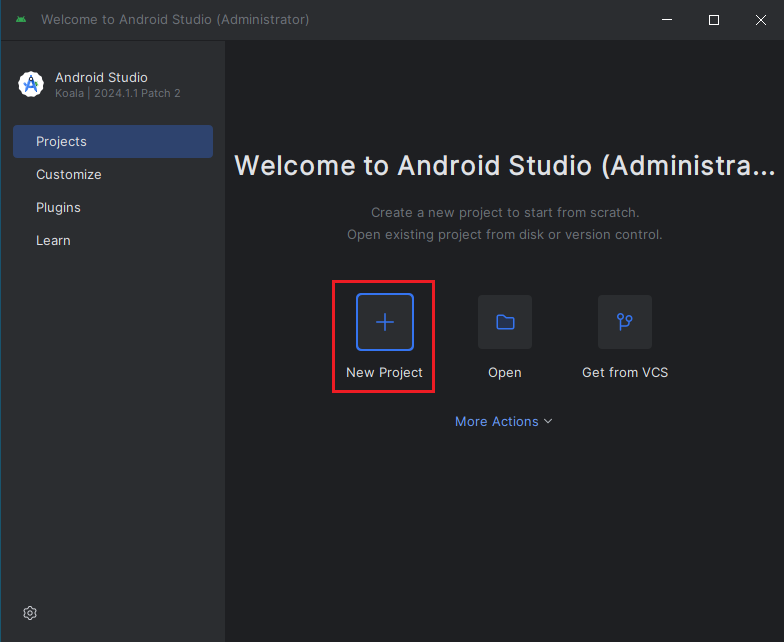 Welcome to Android Studio (Administrator)
Android Studio
Koala | 2024.1.1 Patch 2
Projects
Customize
Plugins
Learn
Welcome to Android Studio (Administra...
Create a new project to start from scratch.
Open existing project from disk or version control.
New Project
Open
Get from VCS
More Actions